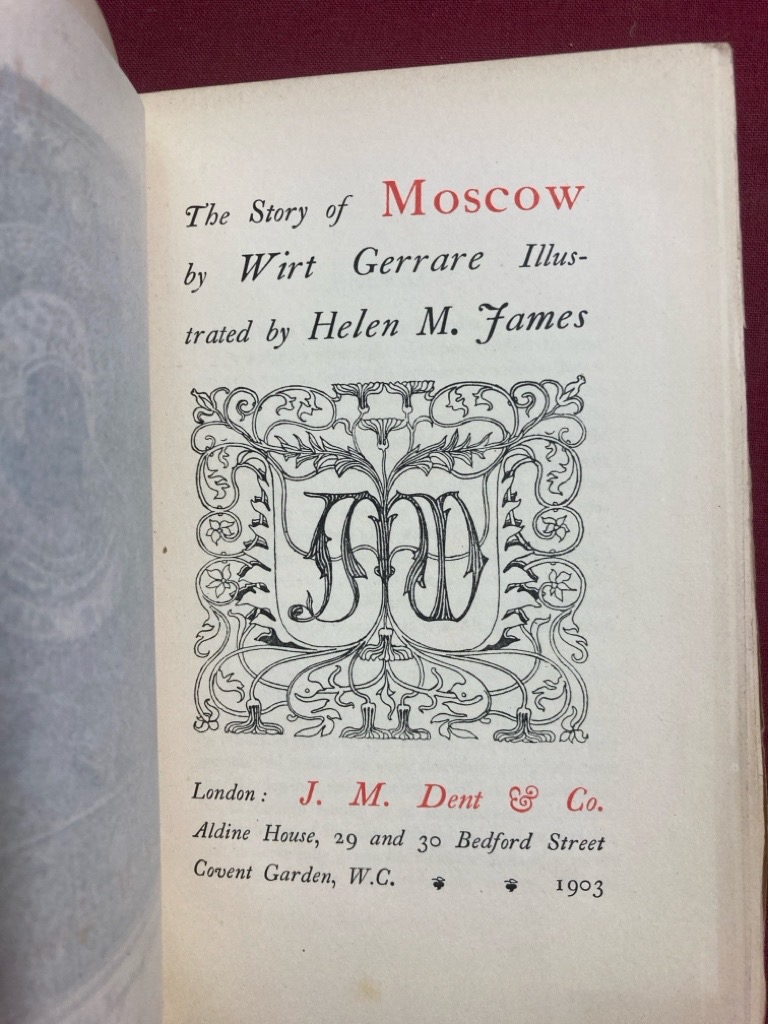 The Story of Moscow
by Wirt Gerrare Illus-
trated by Helen M. James
London: J. M. Dent & Co.
Aldine House, 29 and 30 Bedford Street
Covent Garden, W.C. 1903